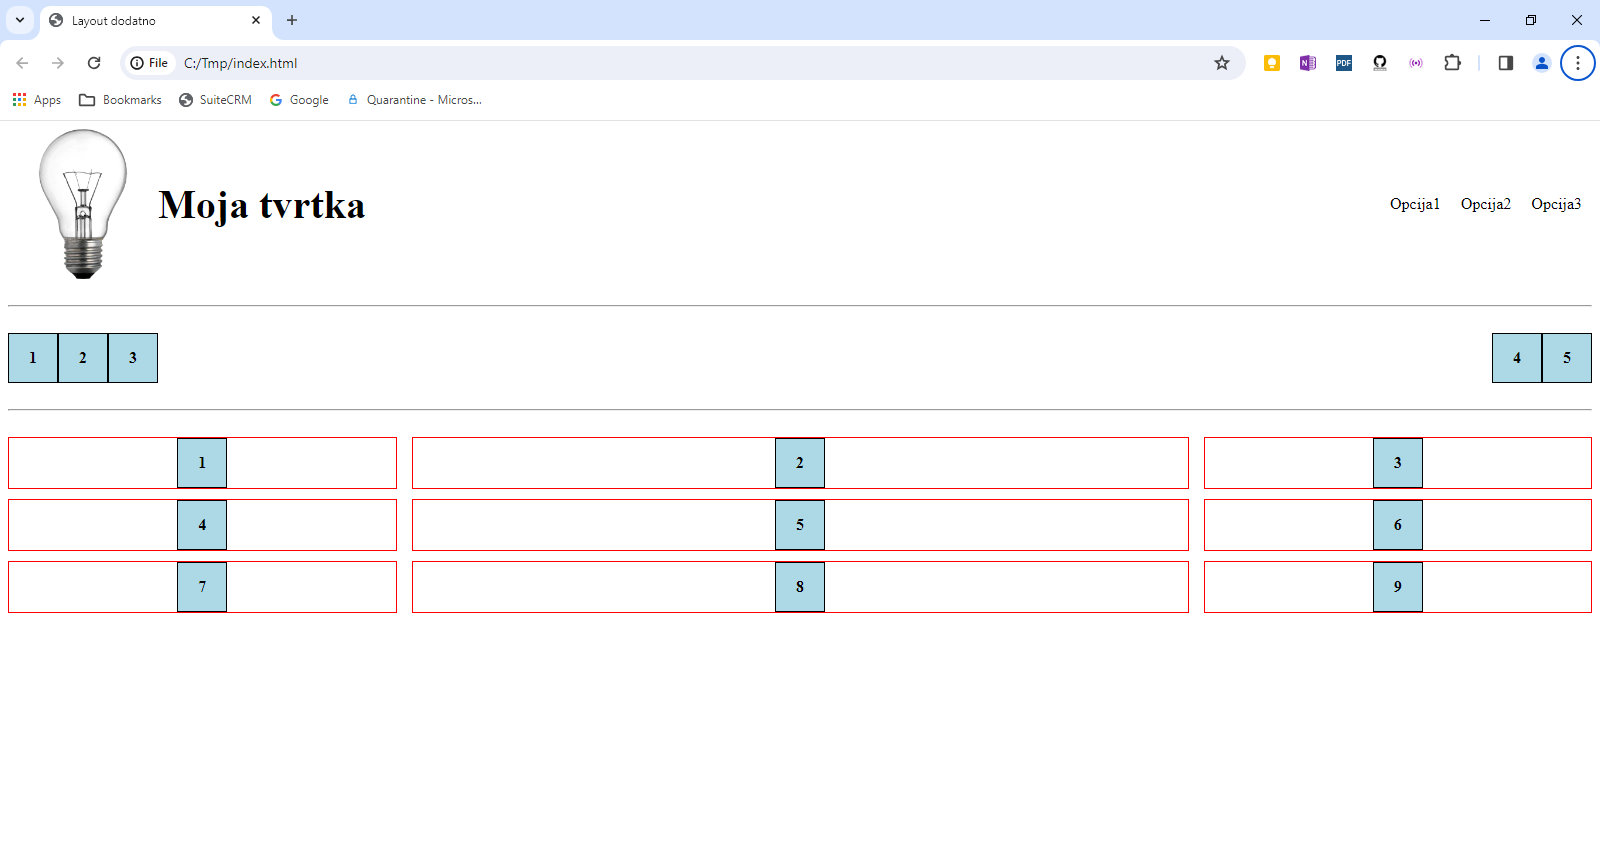 Layout dodatno
File C:/Tmp/index.html
N PDF
Apps Bookmarks SuiteCRM Google Quarantine - Micros...
Moja tvrtka Opcija1 Opcija2 Opcija3
1 2 3 4 5
1 2 3
4 5 6
7 8 9